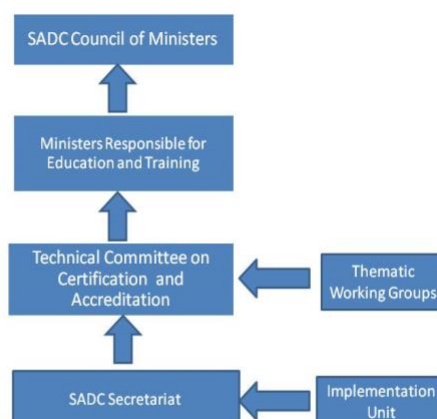 SADC Council of Ministers
Ministers Responsible for
Education and Training
Technical Committee on
Certification and
Accreditation
Thematic
Working Groups
SADC Secretariat
Implementation
Unit